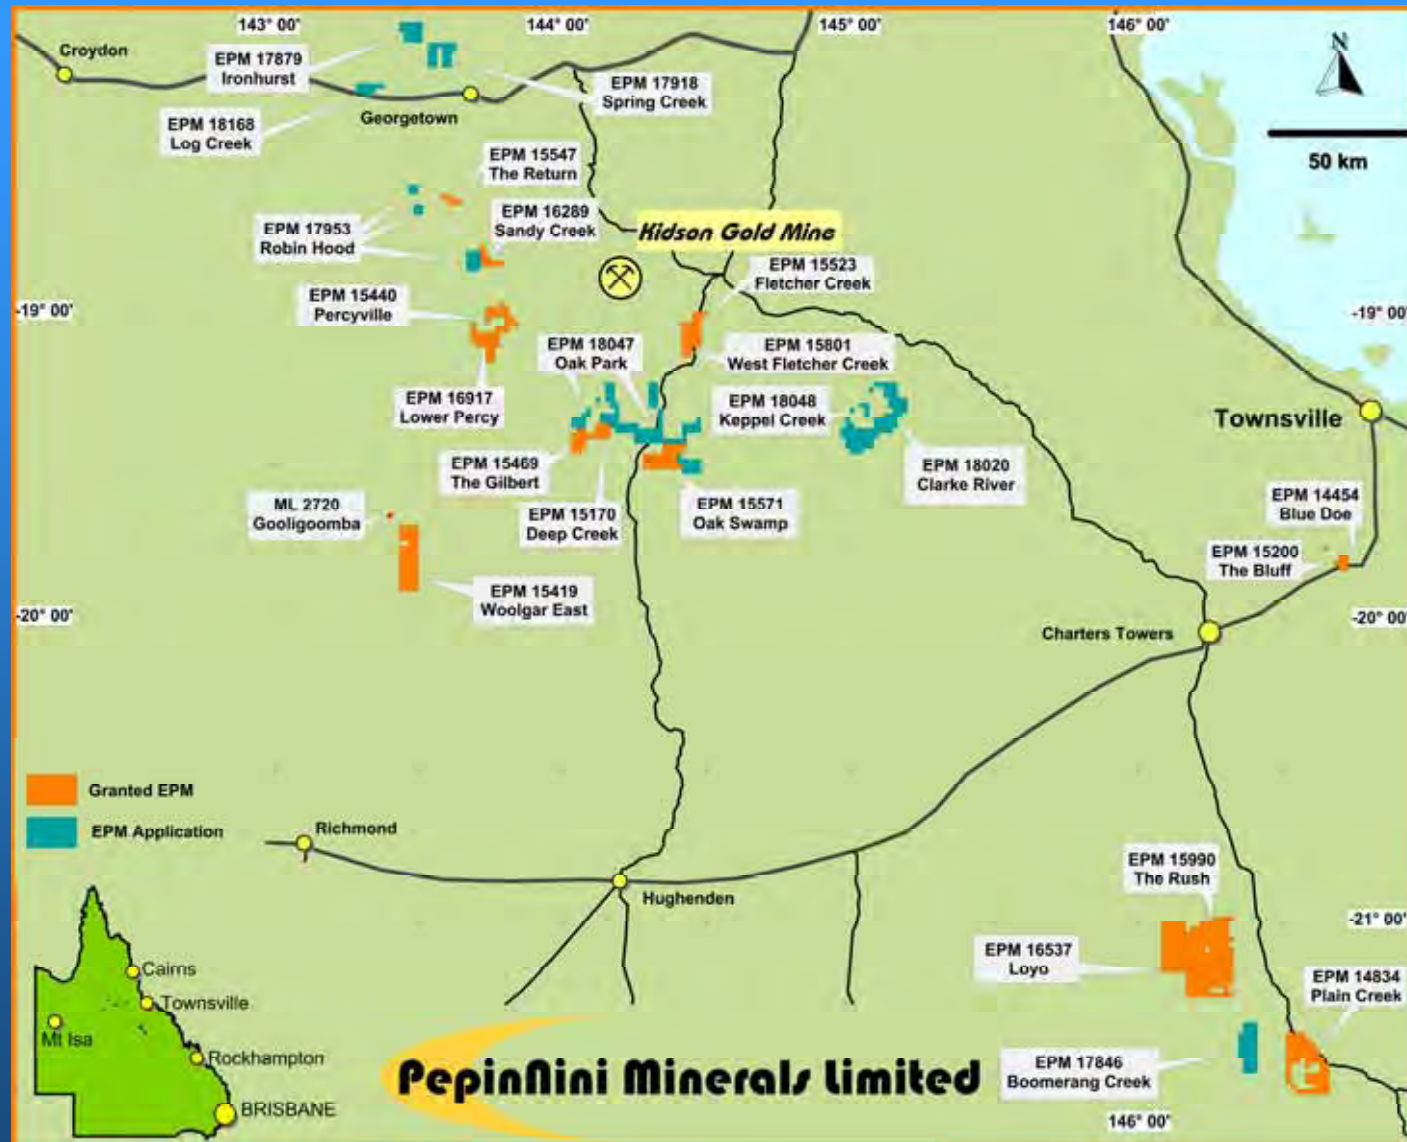 143° 00'
144° 00'
145° 00'
146° 00'
Croydon
EPM 17879
Ironhurst
EPM 17918
Spring Creek
N
50 km
EPM 18168
Log Creek
Georgetown
EPM 15547
The Return
EPM 17953
Robin Hood
EPM 16289
Sandy Creek
Kidson Gold Mine
EPM 15523
Fletcher Creek
EPM 15440
Percyville
-19° 00'
-19° 00'
EPM 18047
Oak Park
EPM 15801
West Fletcher Creek
EPM 16917
Lower Percy
EPM 18048
Keppel Creek
Townsville
EPM 15469
The Gilbert
EPM 18020
Clarke River
ML 2720
Gooligoomba
EPM 15170
Deep Creek
EPM 15571
Oak Swamp
EPM 14454
Blue Doe
EPM 15200
The Bluff
EPM 15419
Woolgar East
-20° 00'
-20° 00'
Charters Towers
Granted EPM
EPM Application
Richmond
Hughenden
EPM 15990
The Rush
-21° 00'
EPM 16537
Loyo
EPM 14834
Plain Creek
Cairns
Townsville
Mt Isa
Rockhampton
BRISBANE
PepinNini Minerals Limited
EPM 17846
Boomerang Creek
146° 00'